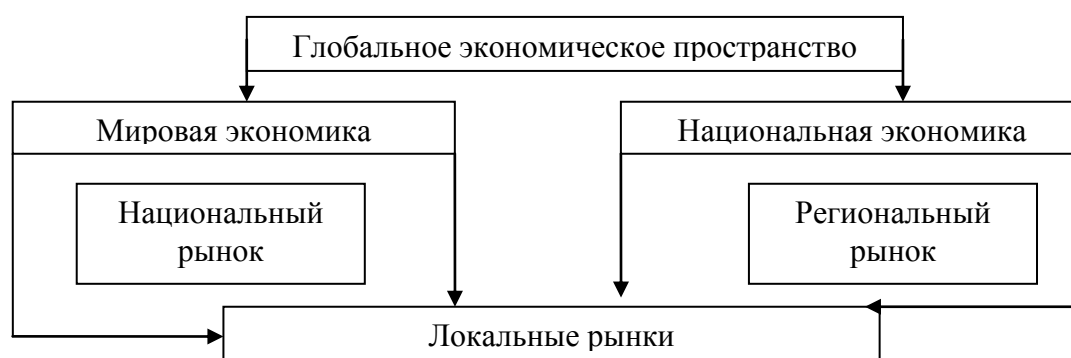 Глобальное экономическое пространство
Мировая экономика
Национальная экономика
Национальный
рынок
Региональный
рынок
Локальные рынки